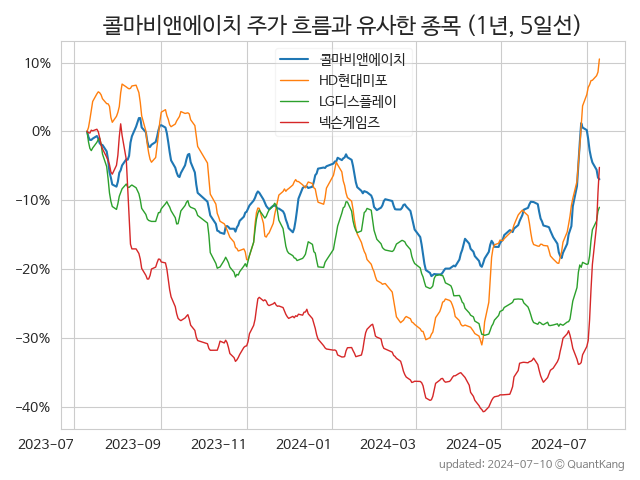 콜마비앤에이치 주가 흐름과 유사한 종목 (1년, 5일선)
콜마비앤에이치
HD현대미포
LG디스플레이
넥슨게임즈
10%
0%
−10%
−20%
−30%
−40%
2023-07
2023-09
2023-11
2024-01
2024-03
2024-05
2024-07
updated: 2024-07-10 © QuantKang